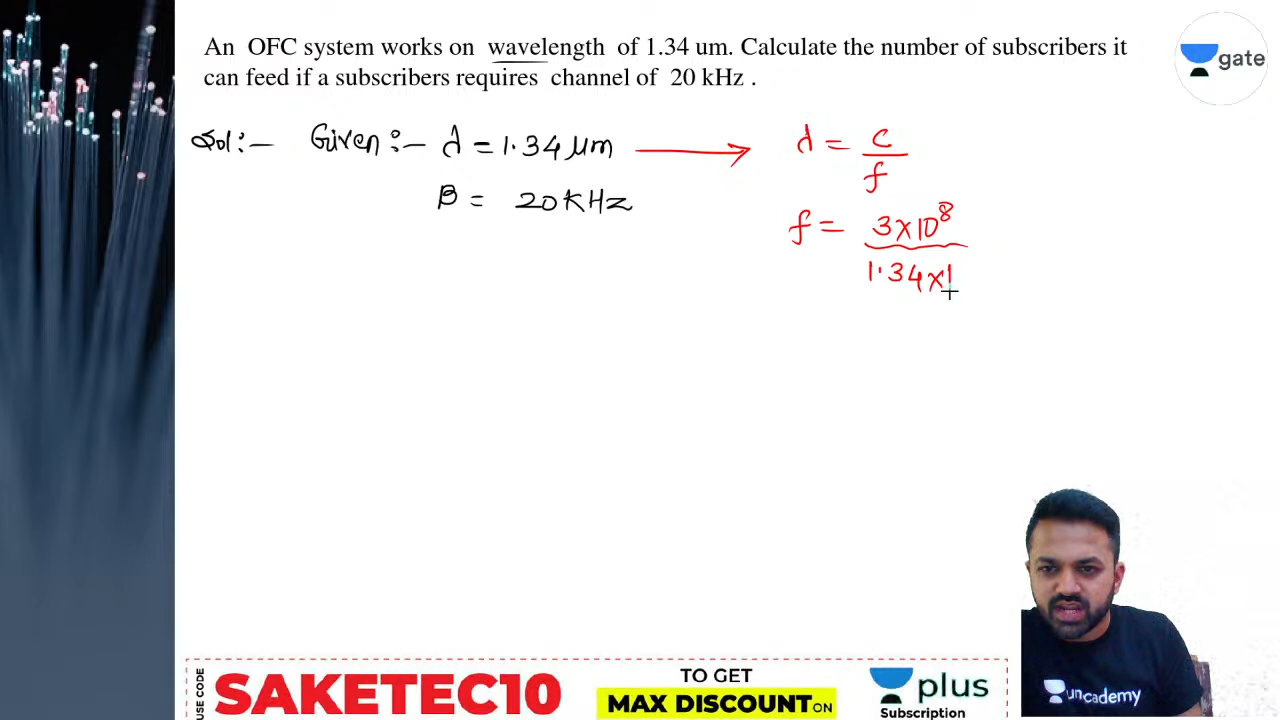 An OFC system works on wavelength of 1.34 um. Calculate the number of subscribers it
can feed if a subscribers requires channel of 20 kHz .
gate
Sol:- Given:- λ = 1.34 μm → λ = c/f
B = 20 KHz
f = 3×10⁸/1.34×1
USE CODE
SAKETEC10
TO GET
MAX DISCOUNT ON
plus
Subscription
unacademy